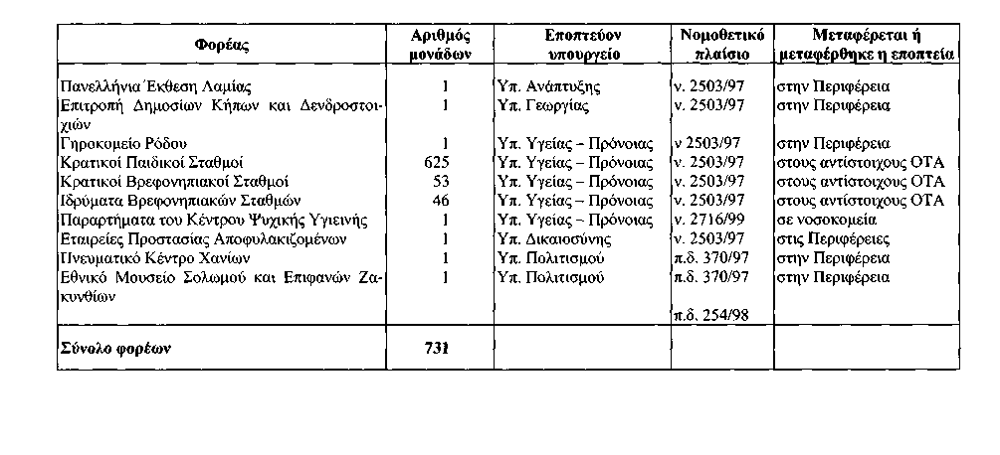 Φορέας Αριθμός μονάδων Εποπτεύον υπουργείο Νομοθετικό πλαίσιο Μεταφέρεται ή μεταφέρθηκε η εποπτεία
Πανελλήνια Έκθεση Λαμίας 1 Υπ. Ανάπτυξης ν. 2503/97 στην Περιφέρεια
Επιτροπή Δημοσίων Κήπων και Δενδροστοι- 1 Υπ. Γεωργίας ν. 2503/97 στην Περιφέρεια
χιών
Γηροκομείο Ρόδου 1 Υπ. Υγείας – Πρόνοιας ν 2503/97 στην Περιφέρεια
Κρατικοί Παιδικοί Σταθμοί 625 Υπ. Υγείας – Πρόνοιας ν. 2503/97 στους αντίστοιχους ΟΤΑ
Κρατικοί Βρεφονηπιακοί Σταθμοί 53 Υπ. Υγείας – Πρόνοιας ν. 2503/97 στους αντίστοιχους ΟΤΑ
Ιδρύματα Βρεφονηπιακών Σταθμών 46 Υπ. Υγείας – Πρόνοιας ν. 2503/97 στους αντίστοιχους ΟΤΑ
Παραρτήματα του Κέντρου Ψυχικής Υγιεινής 1 Υπ. Υγείας – Πρόνοιας ν. 2716/99 σε νοσοκομεία
Εταιρείες Προστασίας Αποφυλακιζομένων 1 Υπ. Δικαιοσύνης ν. 2503/97 στις Περιφέρειες
Πνευματικό Κέντρο Χανίων 1 Υπ. Πολιτισμού π.δ. 370/97 στην Περιφέρεια
Εθνικό Μουσείο Σολωμού και Επιφανών Ζα- 1 Υπ. Πολιτισμού π.δ. 370/97 στην Περιφέρεια
κυνθίων
π.δ. 254/98
Σύνολο φορέων 731